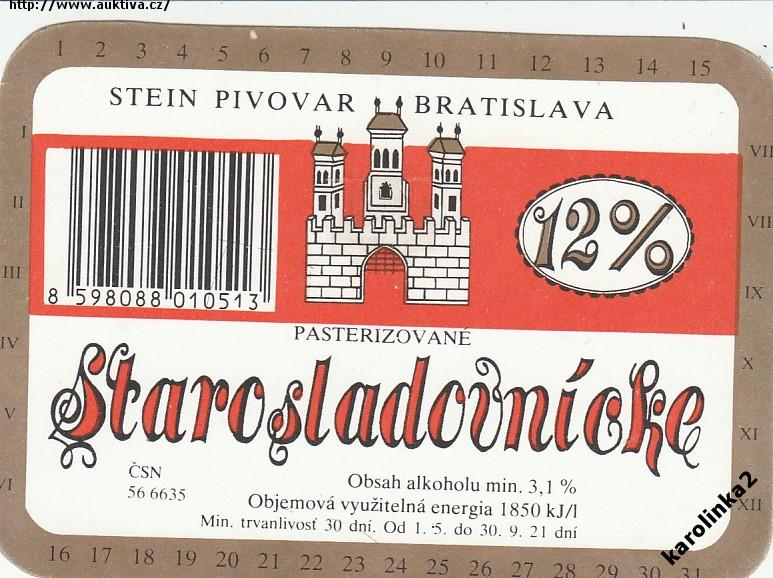 http://www.auktiva.cz/
1 2 3 4 5 6 7 8 9 10 11 12 13 14 15
STEIN PIVOVAR BRATISLAVA
I
VII
II
VII
12%
III
IX
8 598088 010513
PASTERIZOVANÉ
IV
X
Starosladovnícke
V
XI
ČSN
56 6635
Obsah alkoholu min. 3,1 %
VI
XII
Objemová využitelná energia 1850 kJ/l
Min. trvanlivosť 30 dní. Od 1. 5. do 30. 9. 21 dní
karolinka2
16 17 18 19 20 21 22 23 24 25 26 27 28 29 30 31